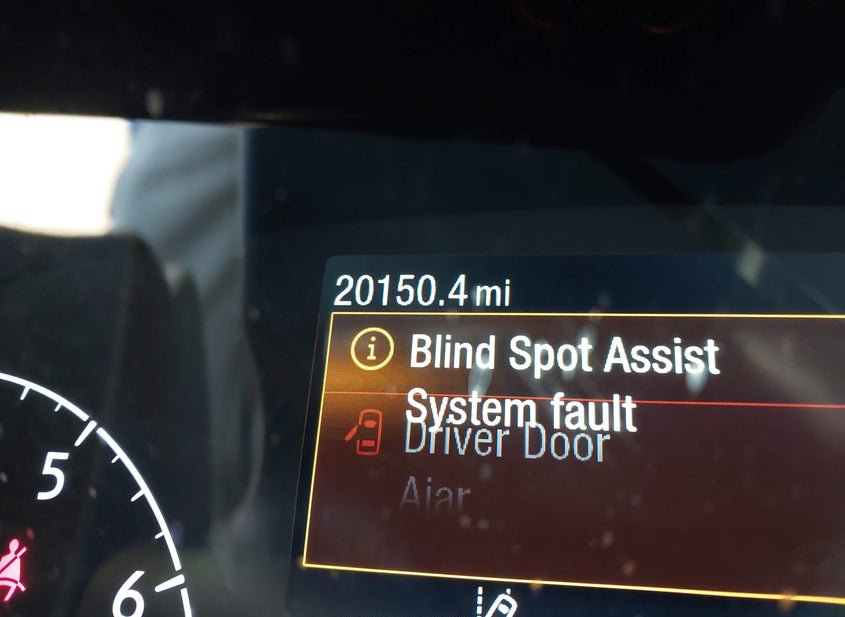 20150.4 mi
Blind Spot Assist
System fault
Driver Door
Ajar
5
6